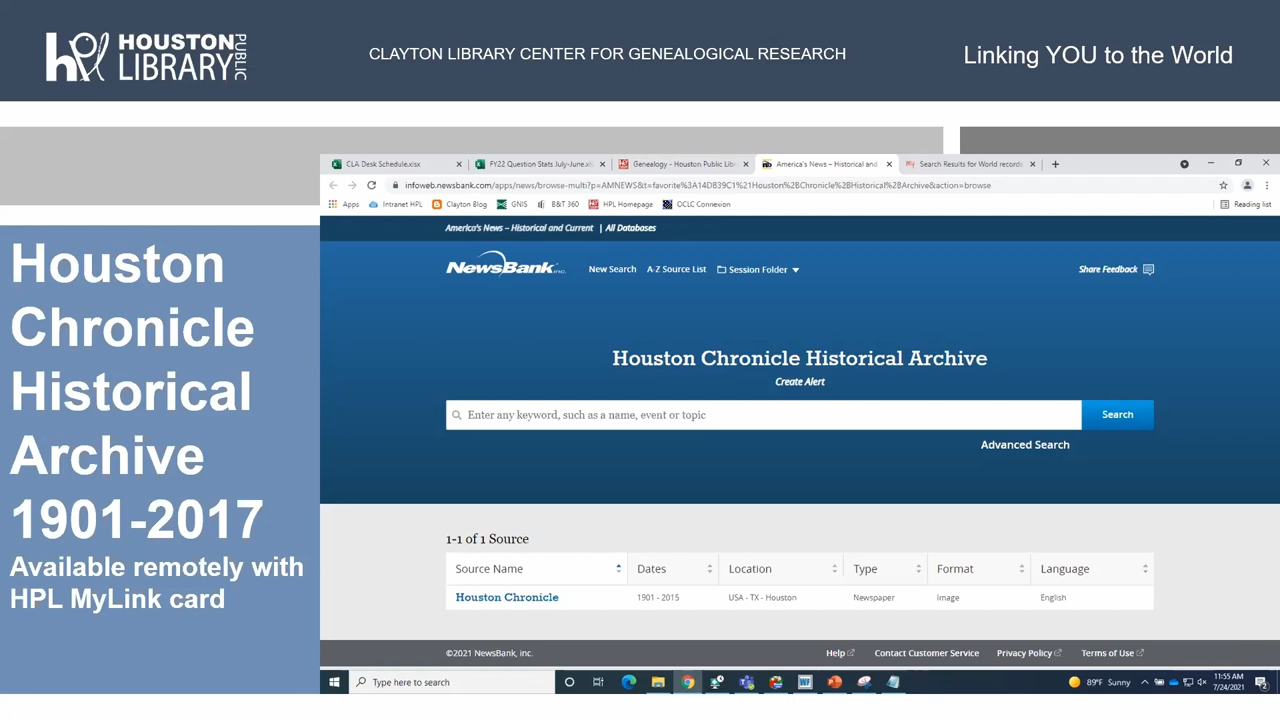 HOUSTON
PUBLIC
LIBRARY
CLAYTON LIBRARY CENTER FOR GENEALOGICAL RESEARCH
Linking YOU to the World
Houston
Chronicle
Historical
Archive
1901-2017
Available remotely with
HPL MyLink card
CLA Desk Schedule.xlsx
FY22 Question Stats July-June.xls
Genealogy - Houston Public Libr
America's News – Historical and
Search Results for World records
infoweb.newsbank.com/apps/news/browse-multi?p=AMNEWS&t=favorite%3A14D839C1%21Houston%2BChronicle%2BHistorical%2BArchive&action=browse
Apps Intranet HPL Clayton Blog GNIS B&T 360 HPL Homepage OCLC Connexion Reading list
America's News – Historical and Current | All Databases
NewsBank INC. New Search A-Z Source List Session Folder Share Feedback
Houston Chronicle Historical Archive
Create Alert
Enter any keyword, such as a name, event or topic Search
Advanced Search
1-1 of 1 Source
Source Name Dates Location Type Format Language
Houston Chronicle 1901 - 2015 USA - TX - Houston Newspaper Image English
©2021 NewsBank, inc. Help Contact Customer Service Privacy Policy Terms of Use
Type here to search 89°F Sunny 11:55 AM
7/24/2021